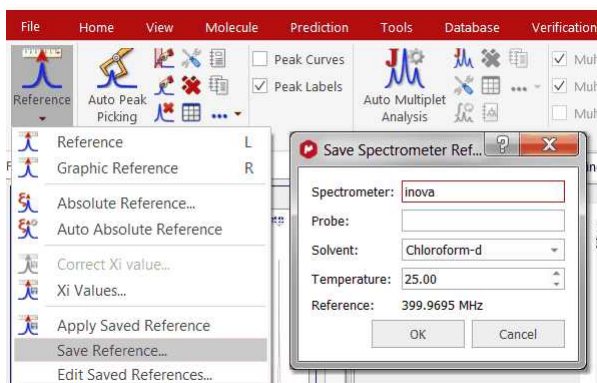 File Home View Molecule Prediction Tools Database Verification
Reference
Auto Peak Picking
Peak Curves
Peak Labels
Auto Multiplet Analysis
Reference L
Graphic Reference R
Absolute Reference...
Auto Absolute Reference
Correct Xi value...
Xi Values...
Apply Saved Reference
Save Reference...
Edit Saved References...
Save Spectrometer Ref...
Spectrometer: inova
Probe:
Solvent: Chloroform-d
Temperature: 25.00
Reference: 399.9695 MHz
OK Cancel